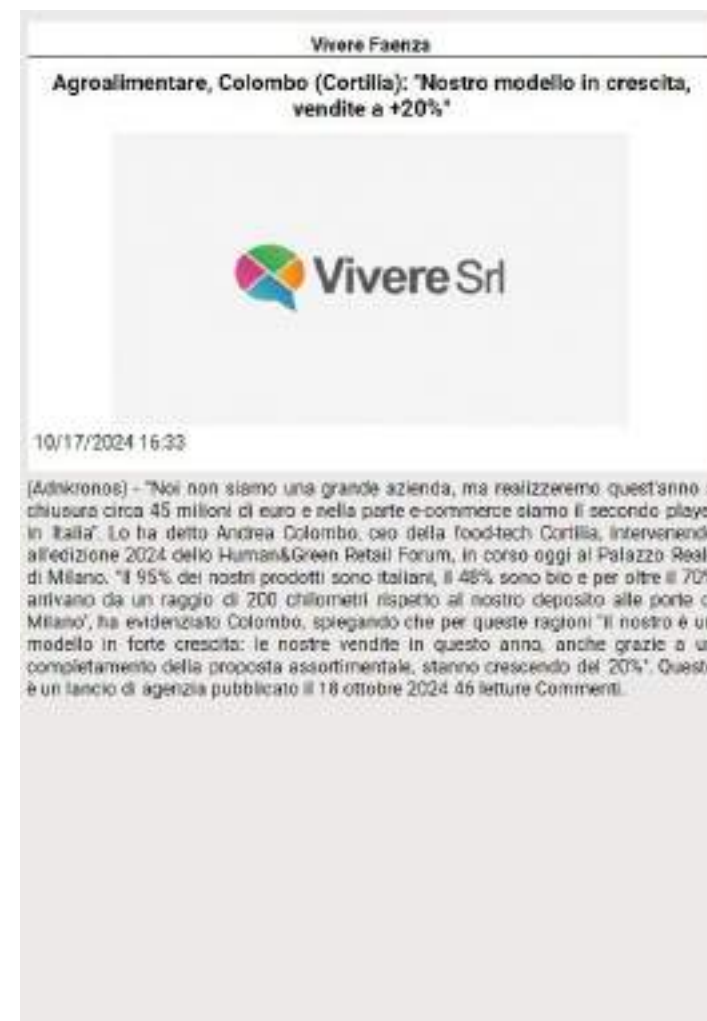 Vivere Faenza
Agroalimentare, Colombo (Cortilia): "Nostro modello in crescita,
vendite a +20%"
Vivere Srl
10/17/2024 16:33
(Adnkronos) - "Noi non siamo una grande azienda, ma realizzeremo quest'anno
chiusura circa 45 milioni di euro e nella parte e-commerce siamo il secondo playe
in Italia". Lo ha detto Andrea Colombo, ceo della food-tech Cortilia, intervenend
all'edizione 2024 dello Human&Green Retail Forum, in corso oggi al Palazzo Real
di Milano. "Il 95% dei nostri prodotti sono italiani, il 48% sono bio e per oltre il 70%
arrivano da un raggio di 200 chilometri rispetto al nostro deposito alle porte d
Milano", ha evidenziato Colombo, spiegando che per queste ragioni "il nostro è un
modello in forte crescita: le nostre vendite in questo anno, anche grazie a un
completamento della proposta assortimentale, stanno crescendo del 20%". Questo
è un lancio di agenzia pubblicato il 18 ottobre 2024 46 letture Commenti.